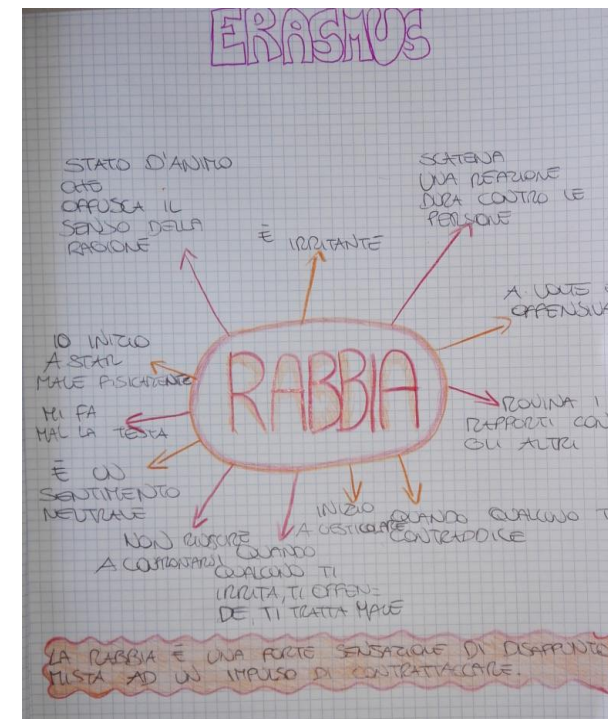 ERASMUS
STATO D'ANIMO
CHE
OFFUSCA IL
SENSO DELLA
RAGIONE
È IRRITANTE
SCATENA
UNA REAZIONE
DURA CONTRO LE
PERSONE
A VOLTE È
OFFENSIVA
IO INIZIO
A STAR
MALE FISICAMENTE
RABBIA
MI FA
MAL LA TESTA
ROVINA I
RAPPORTI CON
GLI ALTRI
È UN
SENTIMENTO
NEUTRALE
NON RIUSCIRE
A CONFRONTARSI
QUANDO
QUALCUNO TI
IRRITA, TI OFFEN=
DE, TI TRATTA MALE
INIZIO
A GESTICOLARE
QUANDO QUALCUNO T
CONTRADDICE
LA RABBIA È UNA FORTE SENSAZIONE DI DISAPPUNTO
MISTA AD UN IMPULSO DI CONTRATTACCARE.